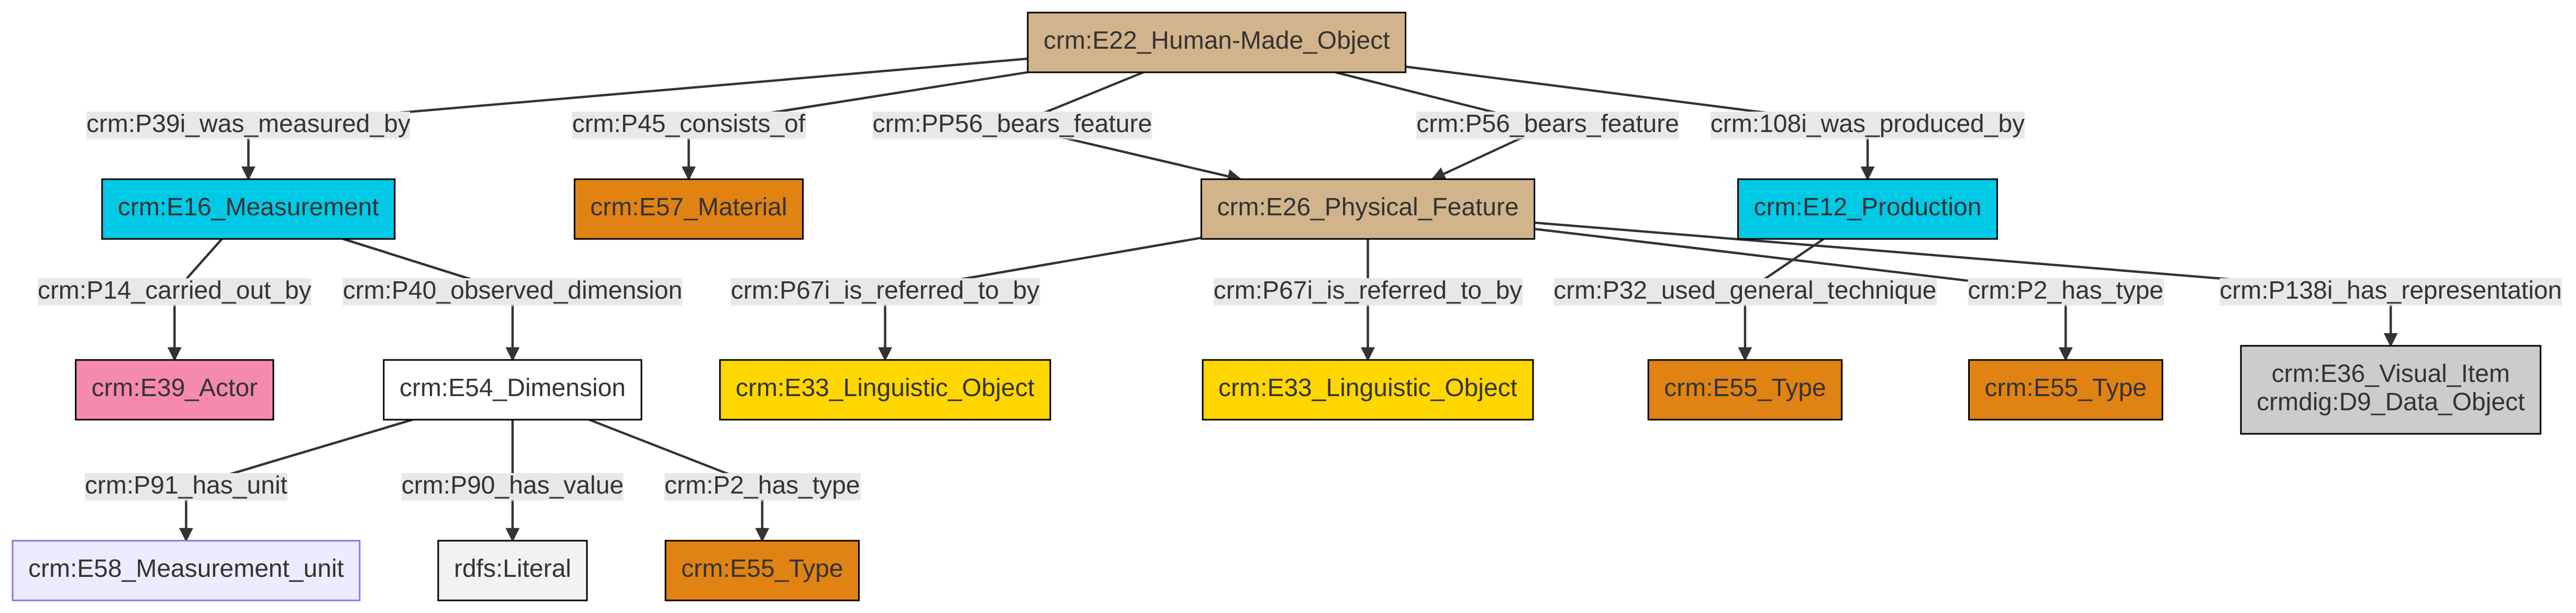 crm:E22_Human-Made_Object
crm:P39i_was_measured_by
crm:P45_consists_of
crm:PP56_bears_feature
crm:P56_bears_feature
crm:108i_was_produced_by
crm:E16_Measurement
crm:E57_Material
crm:E26_Physical_Feature
crm:E12_Production
crm:P14_carried_out_by
crm:P40_observed_dimension
crm:P67i_is_referred_to_by
crm:P67i_is_referred_to_by
crm:P32_used_general_technique
crm:P2_has_type
crm:P138i_has_representation
crm:E39_Actor
crm:E54_Dimension
crm:E33_Linguistic_Object
crm:E33_Linguistic_Object
crm:E55_Type
crm:E55_Type
crm:E36_Visual_Item
crmdig:D9_Data_Object
crm:P91_has_unit
crm:P90_has_value
crm:P2_has_type
crm:E58_Measurement_unit
rdfs:Literal
crm:E55_Type